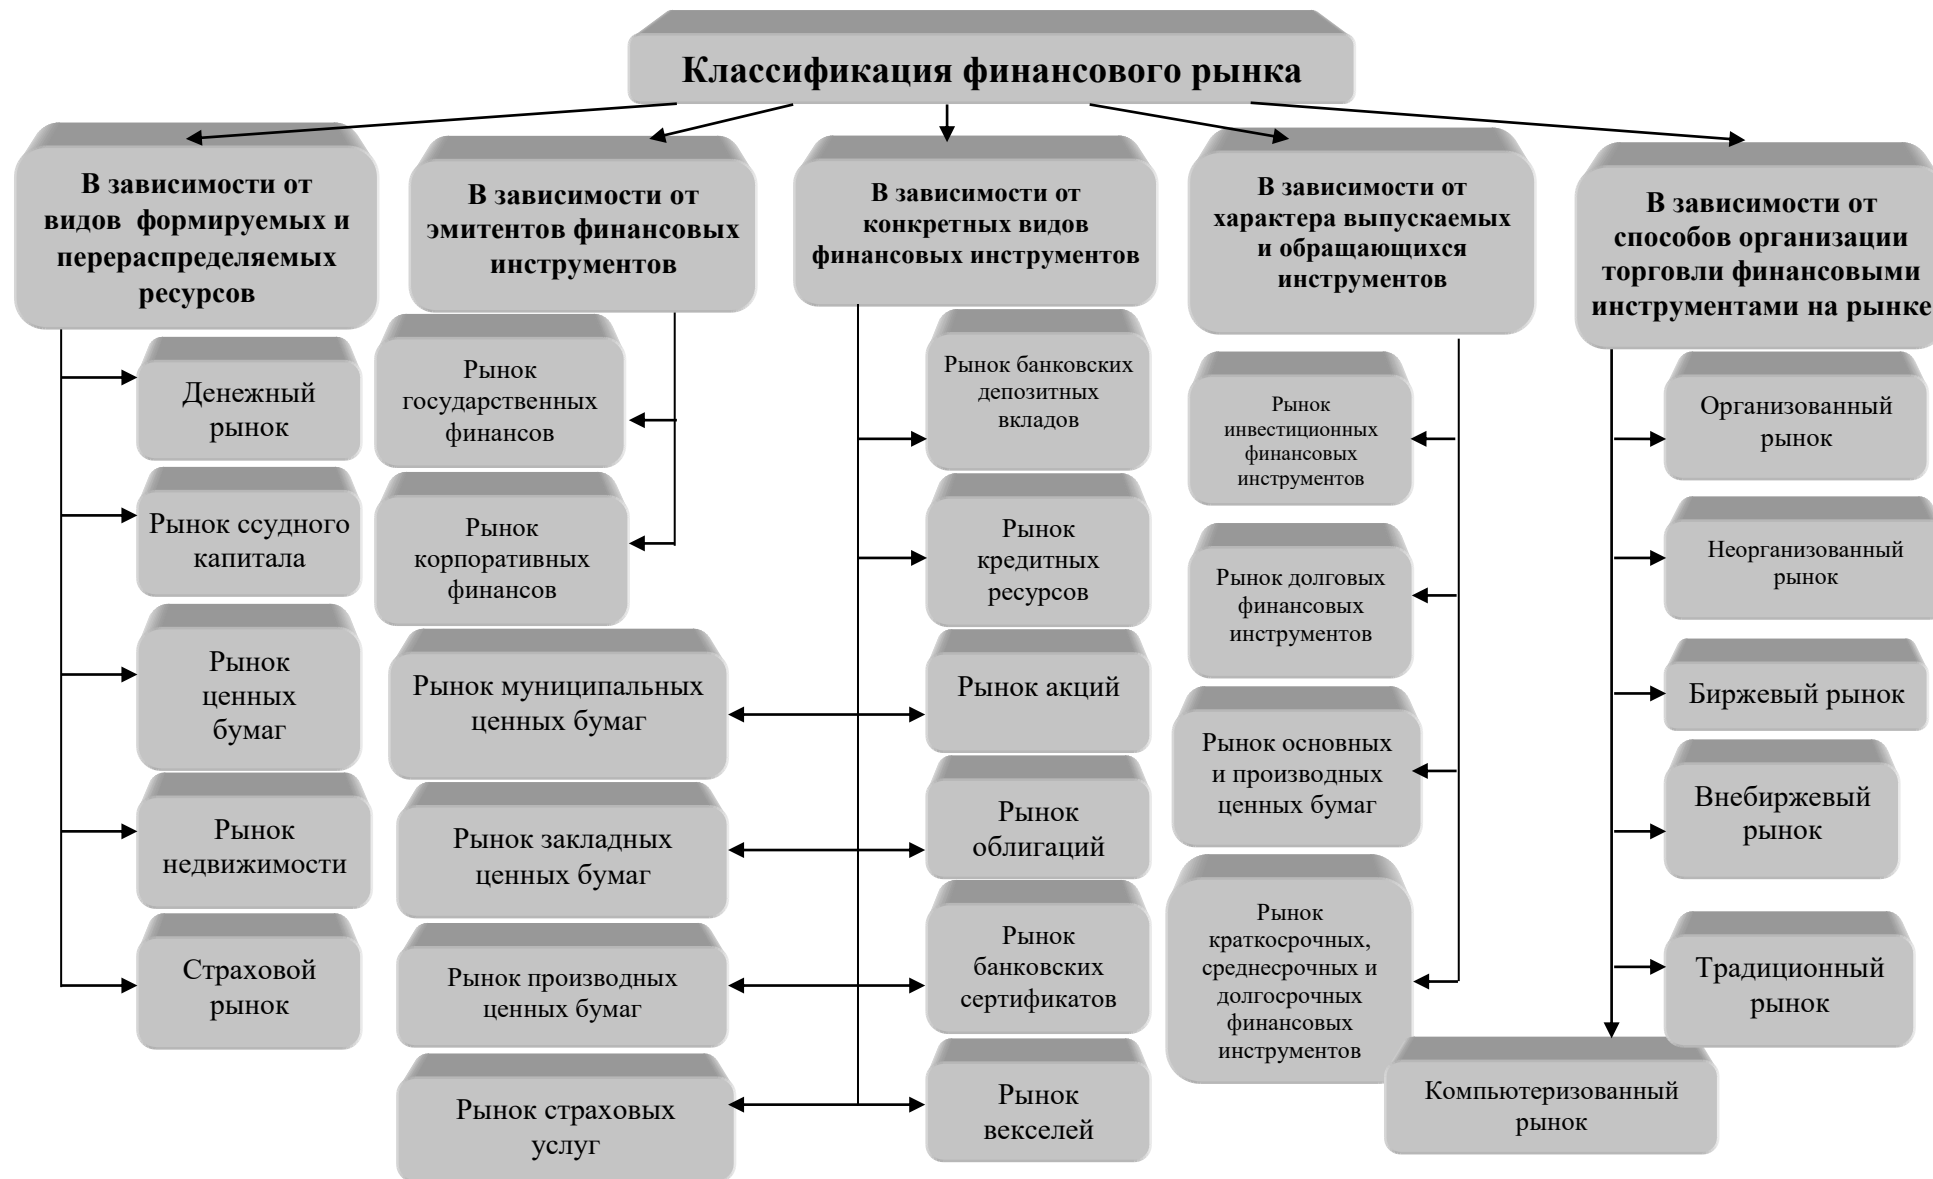 Классификация финансового рынка
В зависимости от
видов формируемых и
перераспределяемых
ресурсов
Денежный
рынок
Рынок ссудного
капитала
Рынок
ценных
бумаг
Рынок
недвижимости
Страховой
рынок
В зависимости от
эмитентов финансовых
инструментов
Рынок
государственных
финансов
Рынок
корпоративных
финансов
В зависимости от
конкретных видов
финансовых инструментов
Рынок банковских
депозитных
вкладов
Рынок
кредитных
ресурсов
Рынок муниципальных
ценных бумаг
Рынок акций
Рынок закладных
ценных бумаг
Рынок
облигаций
Рынок производных
ценных бумаг
Рынок
банковских
сертификатов
Рынок страховых
услуг
Рынок
векселей
В зависимости от
характера выпускаемых
и обращающихся
инструментов
Рынок
инвестиционных
финансовых
инструментов
Рынок долговых
финансовых
инструментов
Рынок основных
и производных
ценных бумаг
Рынок
краткосрочных,
среднесрочных и
долгосрочных
финансовых
инструментов
В зависимости от
способов организации
торговли финансовыми
инструментами на рынке
Организованный
рынок
Неорганизованный
рынок
Биржевый рынок
Внебиржевый
рынок
Традиционный
рынок
Компьютеризованный
рынок